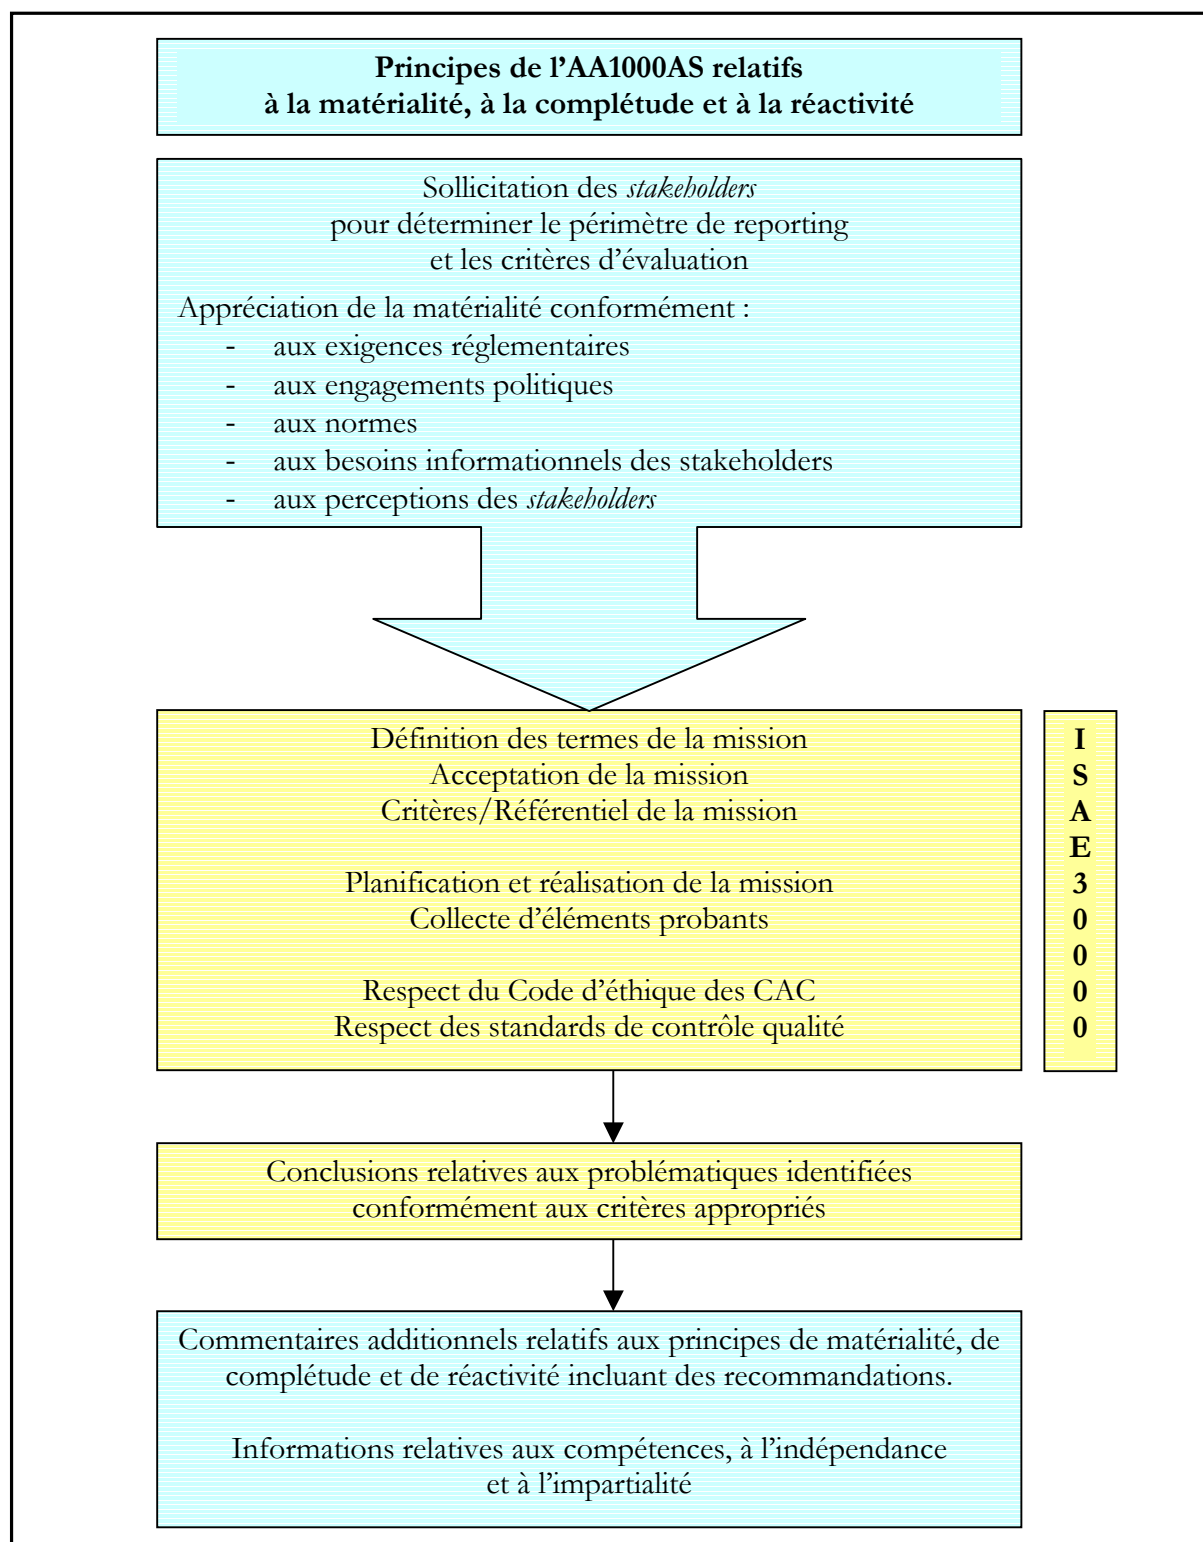 Principes de l'AA1000AS relatifs
à la matérialité, à la complétude et à la réactivité
Sollicitation des stakeholders
pour déterminer le périmètre de reporting
et les critères d'évaluation
Appréciation de la matérialité conformément :
- aux exigences réglementaires
- aux engagements politiques
- aux normes
- aux besoins informationnels des stakeholders
- aux perceptions des stakeholders
Définition des termes de la mission
Acceptation de la mission
Critères/Référentiel de la mission
Planification et réalisation de la mission
Collecte d'éléments probants
Respect du Code d'éthique des CAC
Respect des standards de contrôle qualité
I
S
A
E
3
0
0
0
Conclusions relatives aux problématiques identifiées
conformément aux critères appropriés
Commentaires additionnels relatifs aux principes de matérialité, de
complétude et de réactivité incluant des recommandations.
Informations relatives aux compétences, à l'indépendance
et à l'impartialité